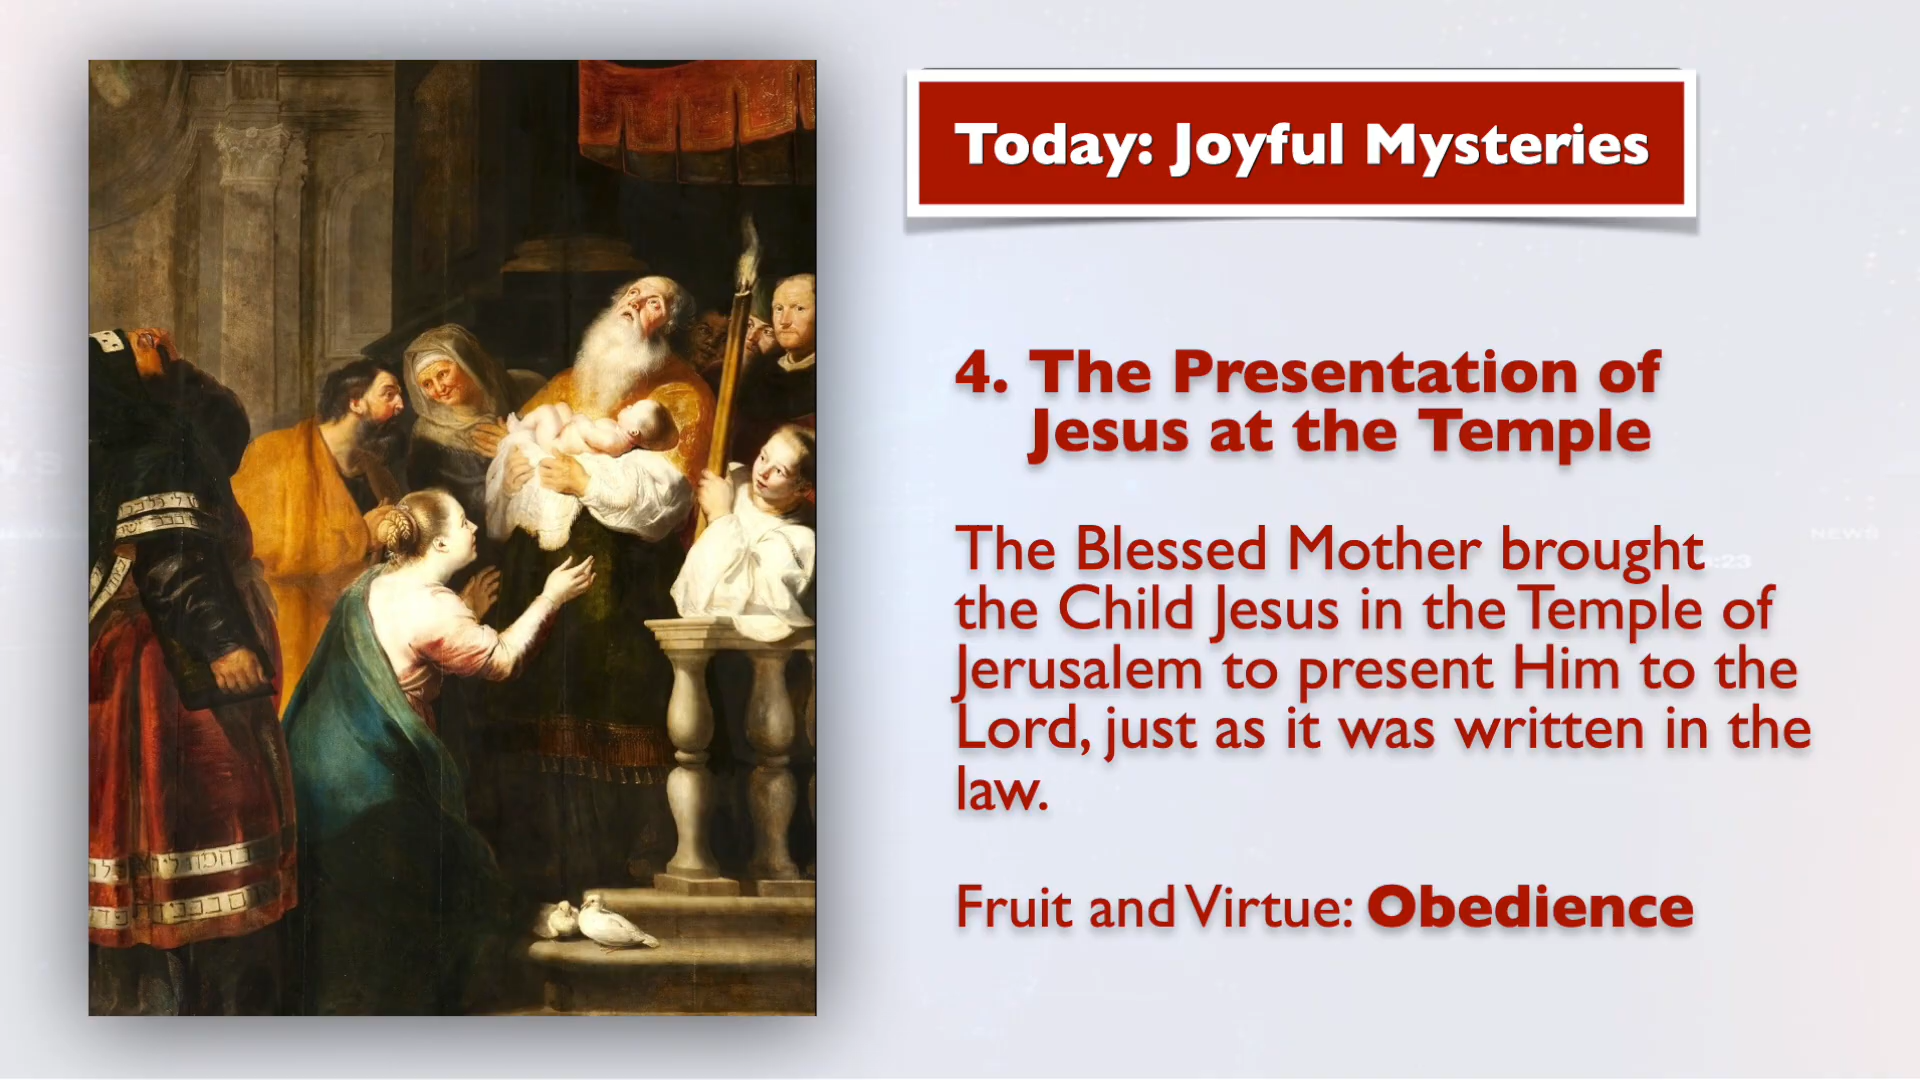 Today: Joyful Mysteries
4. The Presentation of
Jesus at the Temple
The Blessed Mother brought
the Child Jesus in the Temple of
Jerusalem to present Him to the
Lord, just as it was written in the
law.
Fruit and Virtue: Obedience
NEWS